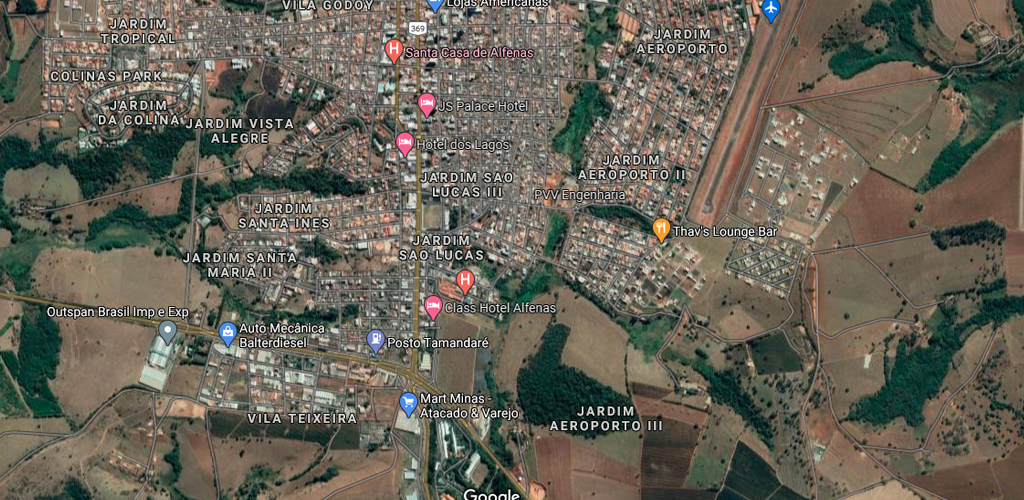 VILA GODOY
Lojas Americanas
369
JARDIM
TROPICAL
JARDIM
AEROPORTO
H
Santa Casa de Alfenas
COLINAS PARK
JARDIM
DA COLINA
JS Palace Hotel
JARDIM VISTA
ALEGRE
Hotel dos Lagos
JARDIM SAO
LUCAS III
JARDIM
AEROPORTO II
PVV Engenharia
JARDIM
SANTA INES
Thav's Lounge Bar
JARDIM
SAO LUCAS
JARDIM SANTA
MARIA II
H
Class Hotel Alfenas
Outspan Brasil Imp e Exp
Auto Mecânica
Balterdiesel
Posto Tamandaré
Mart Minas -
Atacado & Varejo
VILA TEIXEIRA
JARDIM
AEROPORTO III
Google